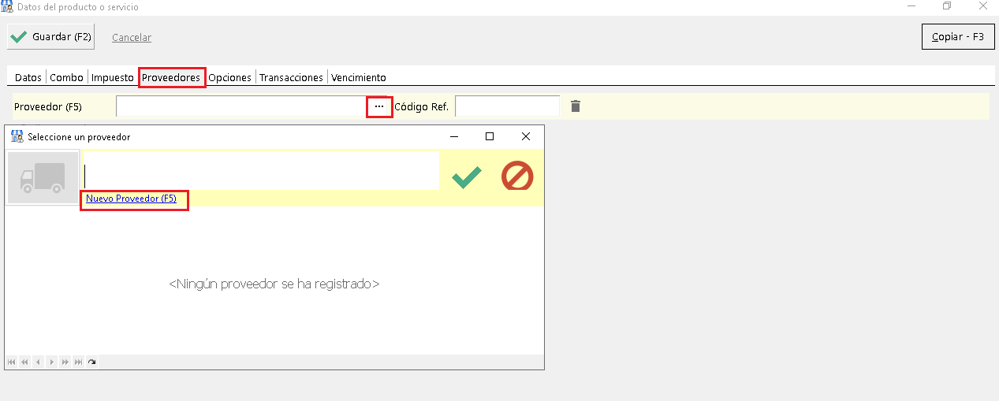 Datos del producto o servicio
Guardar (F2) Cancelar Copiar - F3
Datos Combo Impuesto Proveedores Opciones Transacciones Vencimiento
Proveedor (F5) ... Código Ref.
Seleccione un proveedor
Nuevo Proveedor (F5)
<Ningún proveedor se ha registrado>